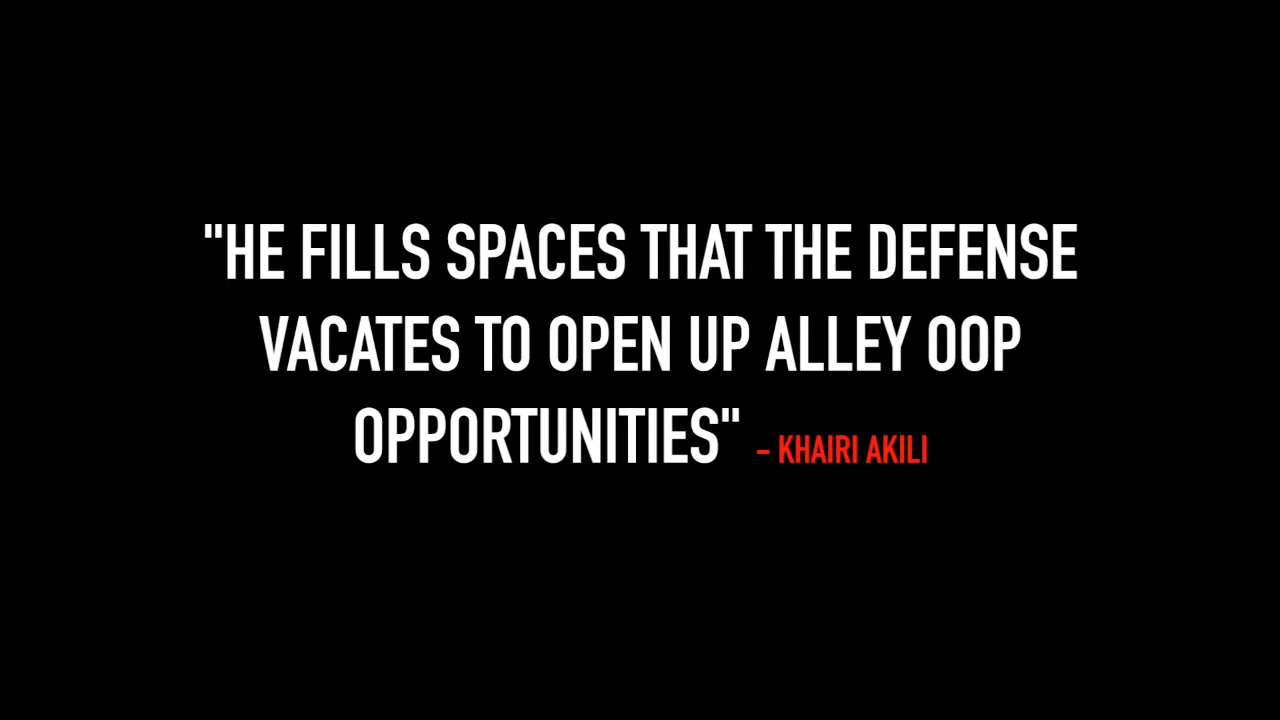 "HE FILLS SPACES THAT THE DEFENSE
VACATES TO OPEN UP ALLEY OOP
OPPORTUNITIES" - KHAIRI AKILI